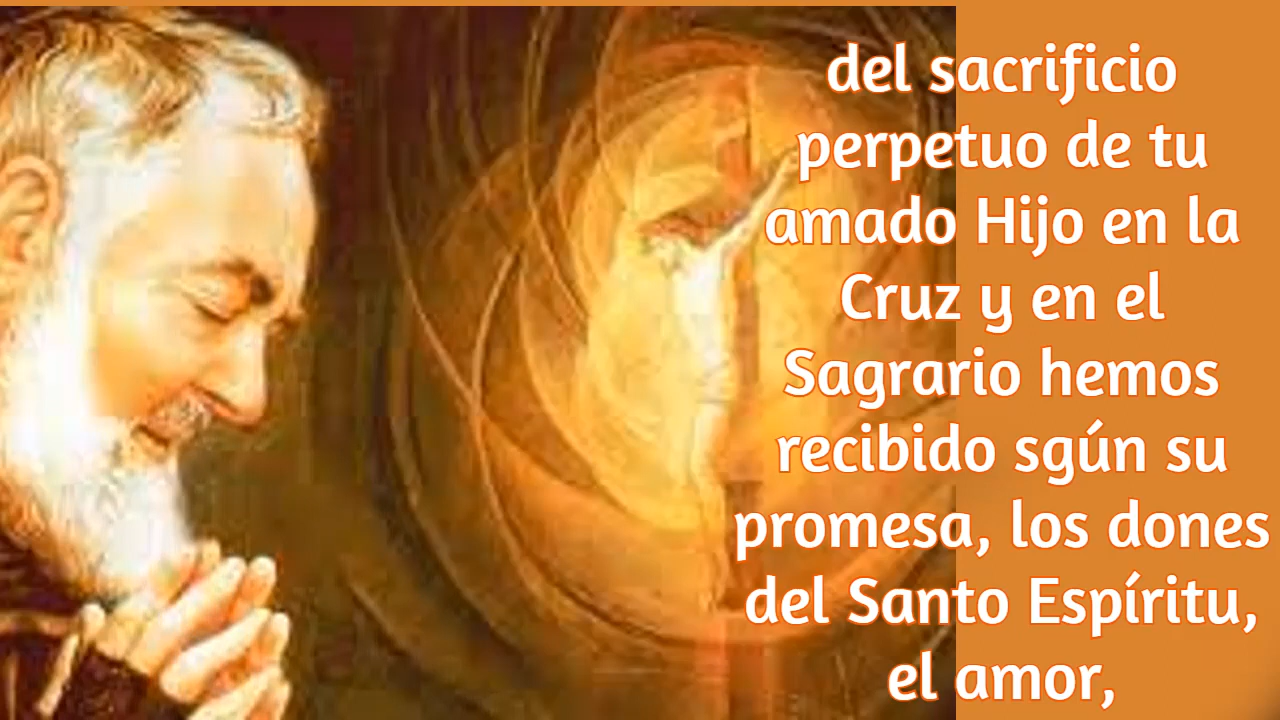 del sacrificio
perpetuo de tu
amado Hijo en la
Cruz y en el
Sagrario hemos
recibido sgún su
promesa, los dones
del Santo Espíritu,
el amor,